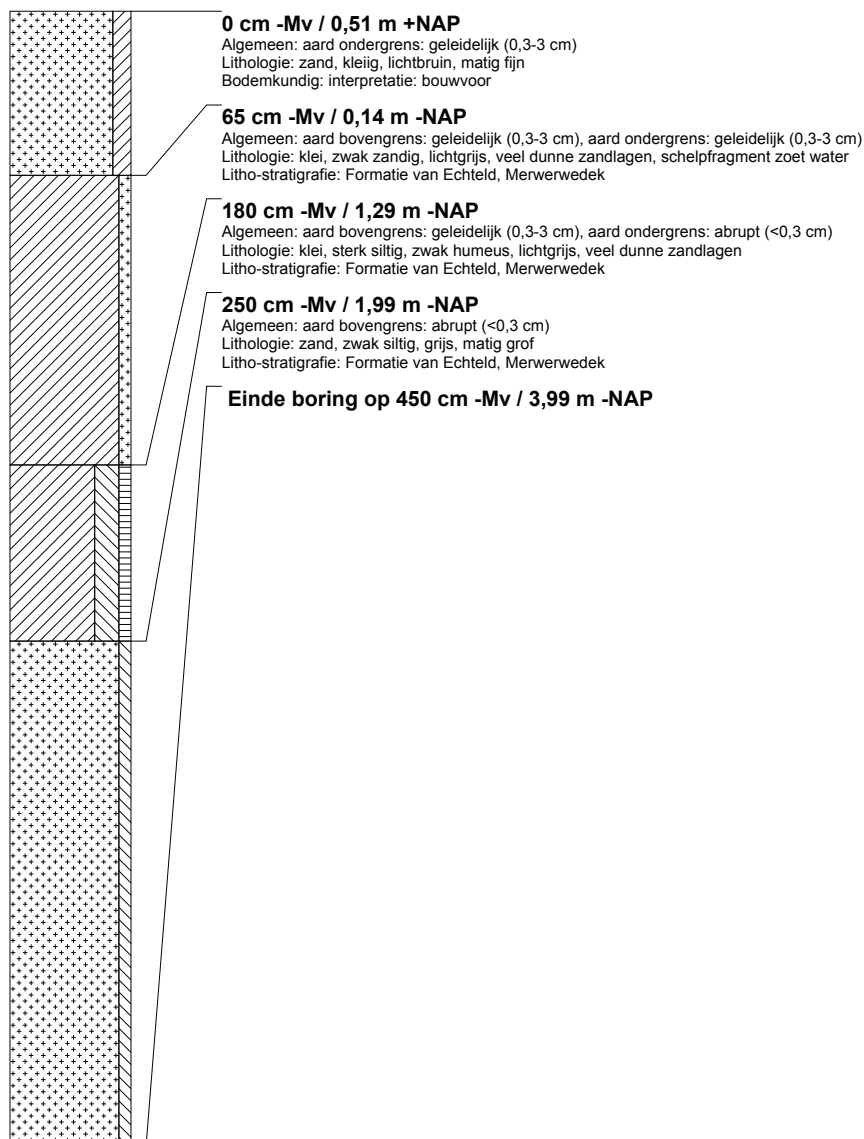 0 cm -Mv / 0,51 m +NAP
Algemeen: aard ondergrens: geleidelijk (0,3-3 cm)
Lithologie: zand, kleiig, lichtbruin, matig fijn
Bodemkundig: interpretatie: bouwvoor
65 cm -Mv / 0,14 m -NAP
Algemeen: aard bovengrens: geleidelijk (0,3-3 cm), aard ondergrens: geleidelijk (0,3-3 cm)
Lithologie: klei, zwak zandig, lichtgrijs, veel dunne zandlagen, schelpfragment zoet water
Litho-stratigrafie: Formatie van Echteld, Merwerwedek
180 cm -Mv / 1,29 m -NAP
Algemeen: aard bovengrens: geleidelijk (0,3-3 cm), aard ondergrens: abrupt (<0,3 cm)
Lithologie: klei, sterk siltig, zwak humeus, lichtgrijs, veel dunne zandlagen
Litho-stratigrafie: Formatie van Echteld, Merwerwedek
250 cm -Mv / 1,99 m -NAP
Algemeen: aard bovengrens: abrupt (<0,3 cm)
Lithologie: zand, zwak siltig, grijs, matig grof
Litho-stratigrafie: Formatie van Echteld, Merwerwedek
Einde boring op 450 cm -Mv / 3,99 m -NAP